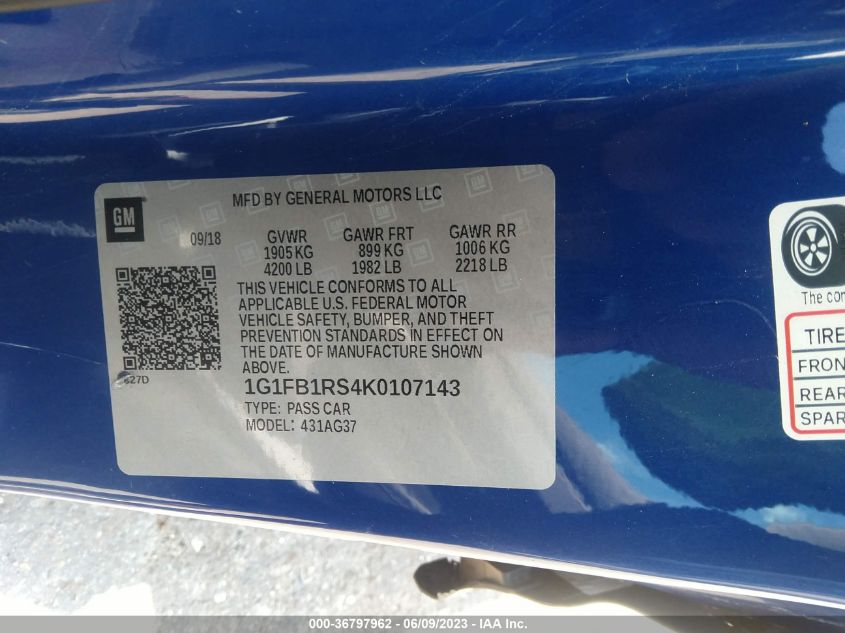 GM
MFD BY GENERAL MOTORS LLC
09/18
GVWR
1905 KG
4200 LB
GAWR FRT
899 KG
1982 LB
GAWR RR
1006 KG
2218 LB
THIS VEHICLE CONFORMS TO ALL
APPLICABLE U.S. FEDERAL MOTOR
VEHICLE SAFETY, BUMPER, AND THEFT
PREVENTION STANDARDS IN EFFECT ON
THE DATE OF MANUFACTURE SHOWN
ABOVE.
1G1FB1RS4K0107143
TYPE: PASS CAR
MODEL: 431AG37
The
TIRE
FRON
REAR
SPAR
000-36797962 - 06/09/2023 - IAA Inc.